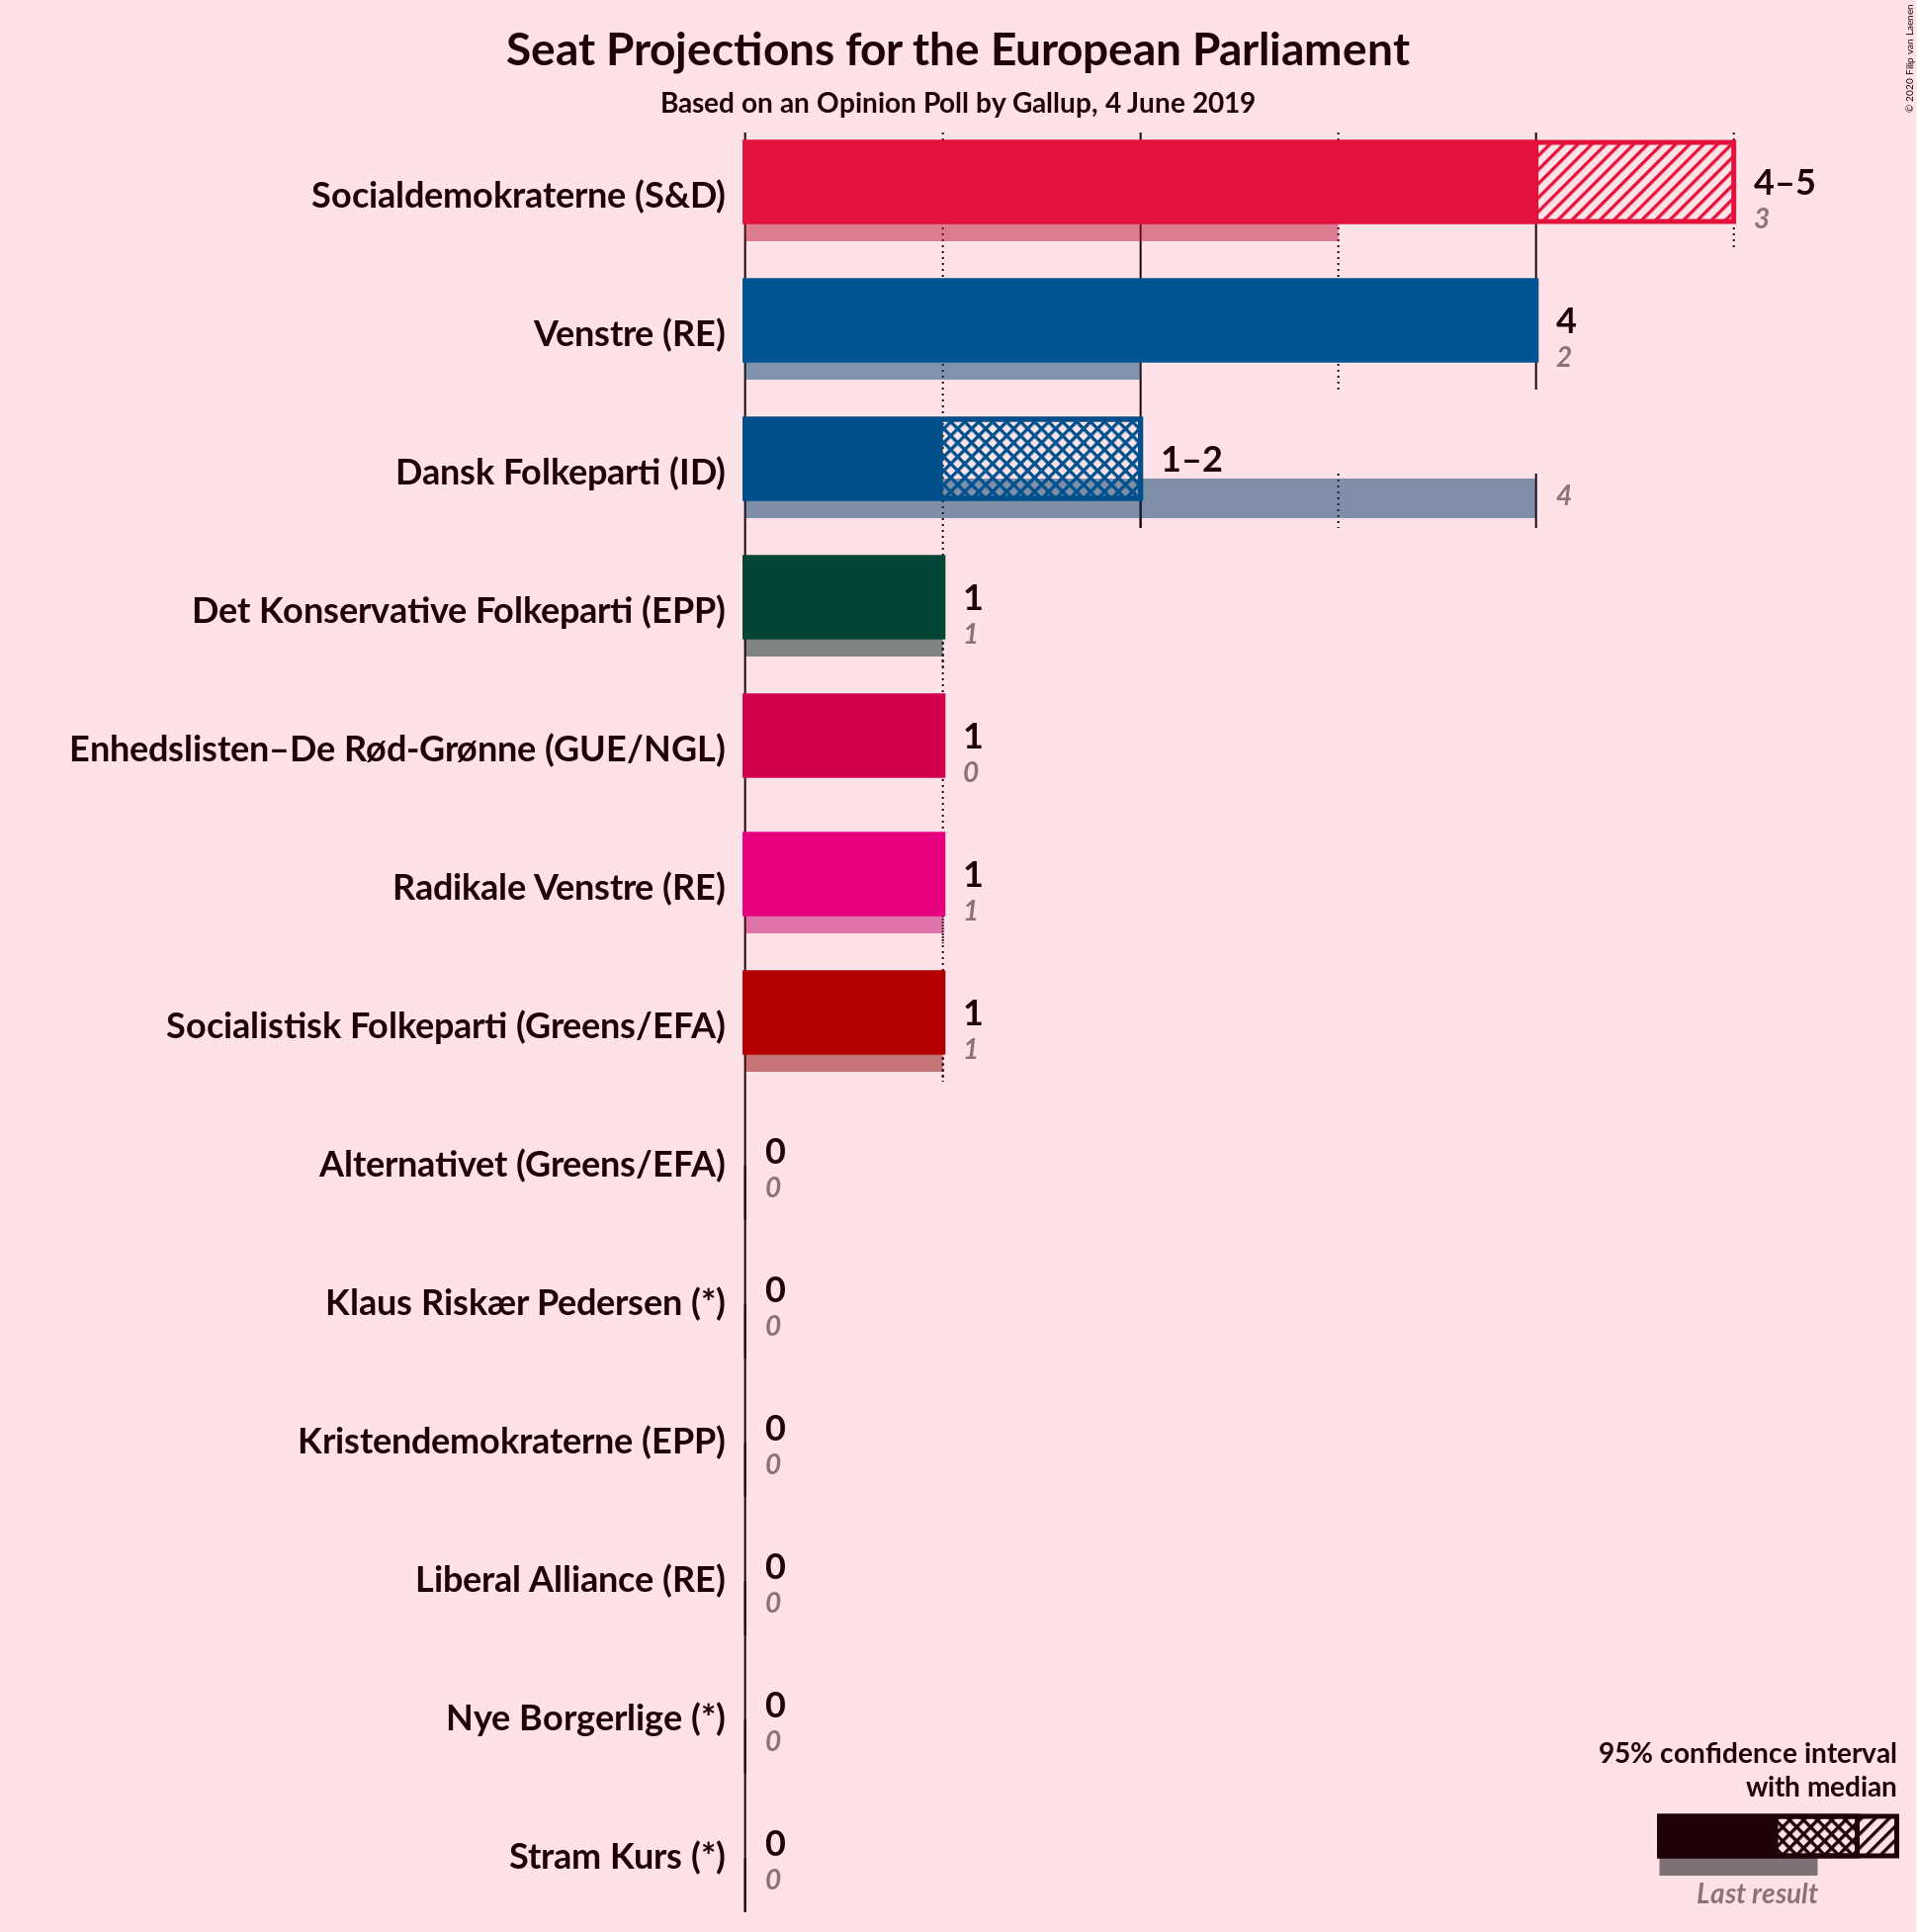 Seat Projections for the European Parliament
Based on an Opinion Poll by Gallup, 4 June 2019
© 2020 Filip van Laenen
Socialdemokraterne (S&D)
4–5
3
Venstre (RE)
4
2
Dansk Folkeparti (ID)
1–2
4
Det Konservative Folkeparti (EPP)
1
1
Enhedslisten–De Rød-Grønne (GUE/NGL)
1
0
Radikale Venstre (RE)
1
1
Socialistisk Folkeparti (Greens/EFA)
1
1
Alternativet (Greens/EFA)
0
0
Klaus Riskær Pedersen (*)
0
0
Kristendemokraterne (EPP)
0
0
Liberal Alliance (RE)
0
0
Nye Borgerlige (*)
0
0
Stram Kurs (*)
0
0
95% confidence interval
with median
Last result